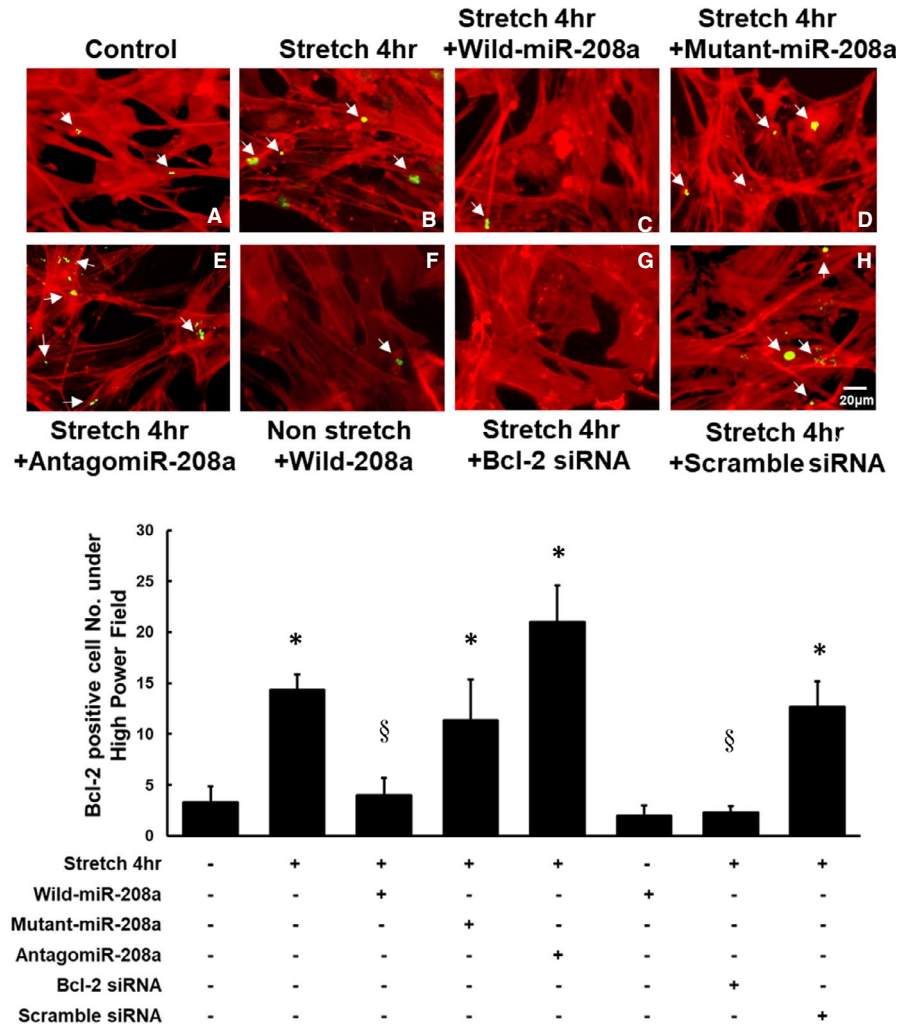 Control
Stretch 4hr
Stretch 4hr
+Wild-miR-208a
Stretch 4hr
+Mutant-miR-208a
A
B
C
D
E
F
G
H
20μm
Stretch 4hr
+AntagomiR-208a
Non stretch
+Wild-208a
Stretch 4hr
+Bcl-2 siRNA
Stretch 4hr
+Scramble siRNA
Bcl-2 positive cell No. under
High Power Field
30
25
20
15
10
5
0
* § * * § *
Stretch 4hr - + + + + - + +
Wild-miR-208a - - + - - + - -
Mutant-miR-208a - - - + - - - -
AntagomiR-208a - - - - + - - -
Bcl-2 siRNA - - - - - - + -
Scramble siRNA - - - - - - - +